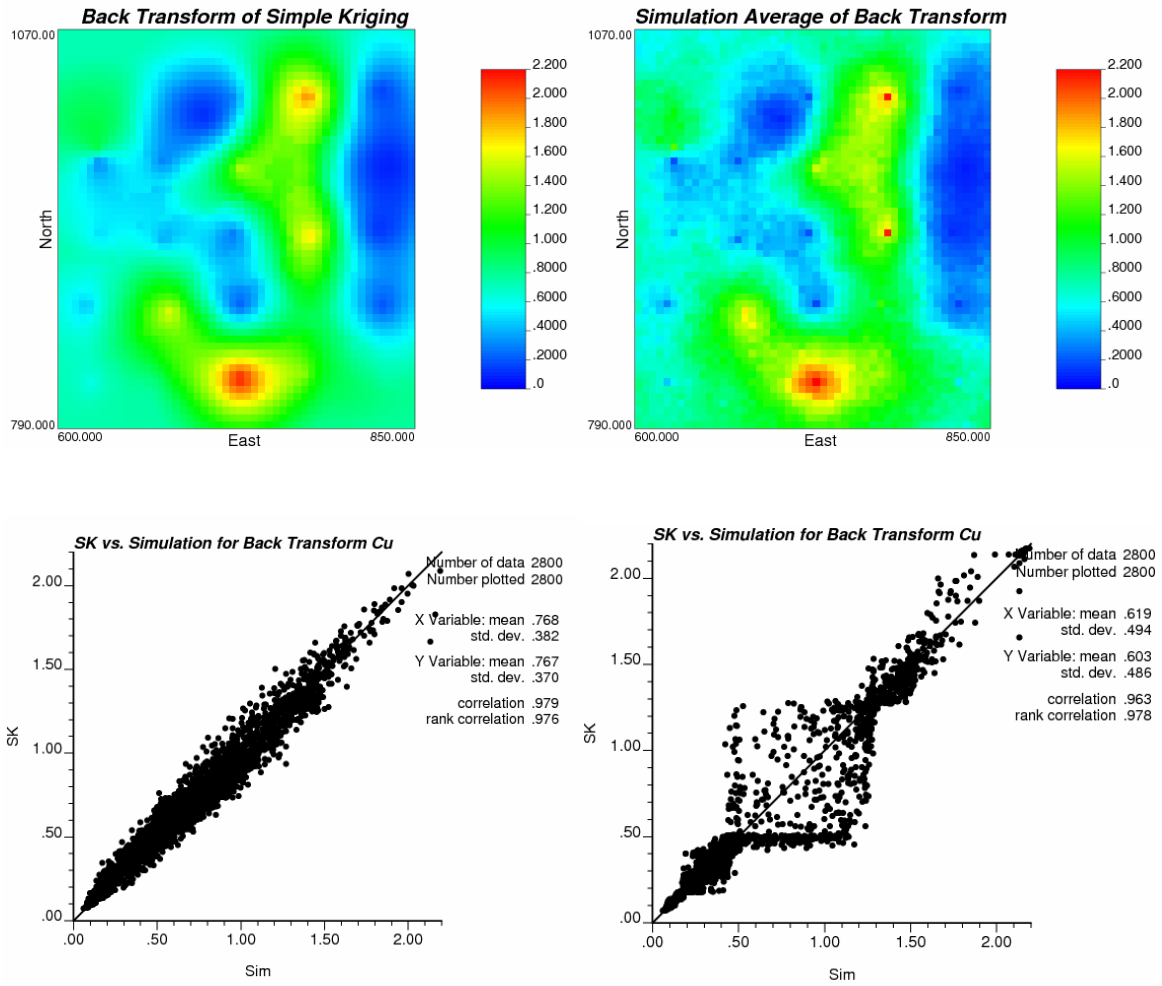 Back Transform of Simple Kriging
1070.00
North
790.000
600.000
East
850.000
2.200
2.000
1.800
1.600
1.400
1.200
1.000
.8000
.6000
.4000
.2000
.0
Simulation Average of Back Transform
1070.00
North
790.000
600.000
East
850.000
2.200
2.000
1.800
1.600
1.400
1.200
1.000
.8000
.6000
.4000
.2000
.0
SK vs. Simulation for Back Transform Cu
Number of data 2800
Number plotted 2800
X Variable: mean .768
std. dev. .382
Y Variable: mean .767
std. dev. .370
correlation .979
rank correlation .976
SK
2.00
1.50
1.00
.50
.00
.00
.50
1.00
1.50
2.00
Sim
SK vs. Simulation for Back Transform Cu
Number of data 2800
Number plotted 2800
X Variable: mean .619
std. dev. .494
Y Variable: mean .603
std. dev. .486
correlation .963
rank correlation .978
SK
2.00
1.50
1.00
.50
.00
.00
.50
1.00
1.50
2.00
Sim